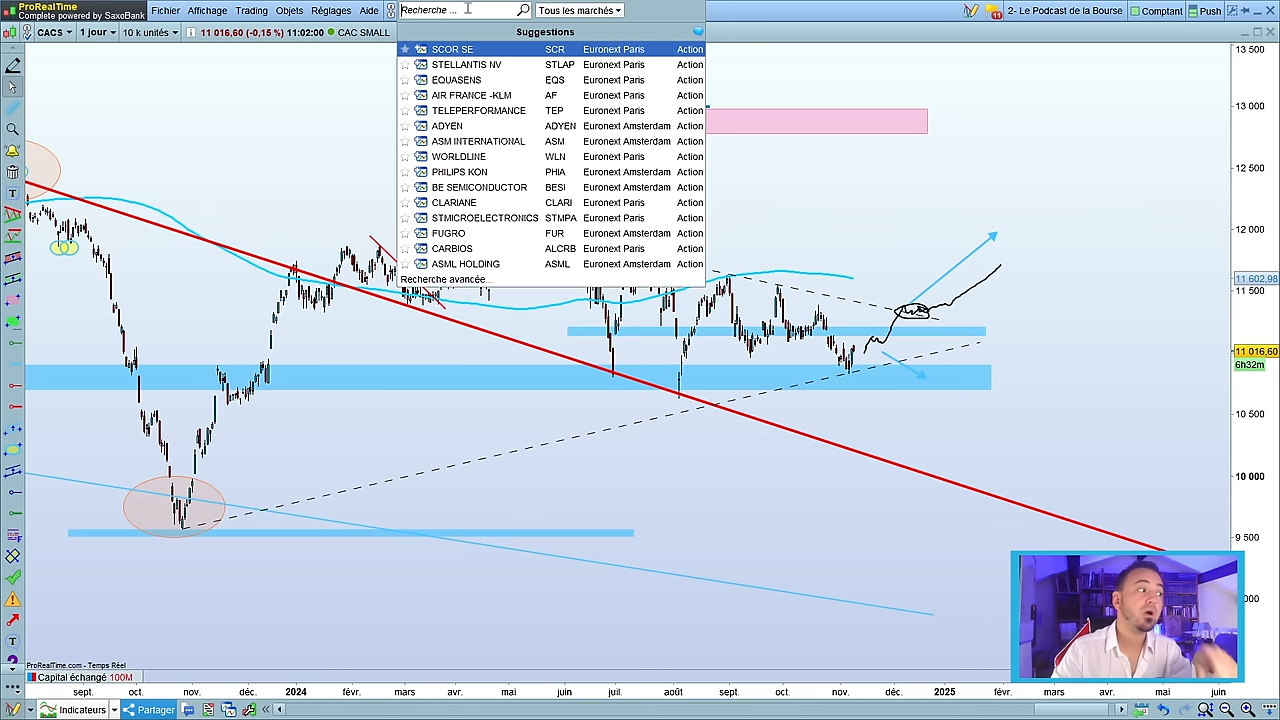 ProRealTime
Complete powered by SaxoBank
Fichier Affichage Trading Objets Réglages Aide
Recherche ...
Tous les marchés
2- Le Podcast de la Bourse
Comptant
Push
CACS
1 jour
10 k unités
11 016,60 (-0,15 %) 11:02:00
CAC SMALL
Suggestions
SCOR SE SCR Euronext Paris Action
STELLANTIS NV STLAP Euronext Paris Action
EQUASENS EQS Euronext Paris Action
AIR FRANCE -KLM AF Euronext Paris Action
TELEPERFORMANCE TEP Euronext Paris Action
ADYEN ADYEN Euronext Amsterdam Action
ASM INTERNATIONAL ASM Euronext Amsterdam Action
WORLDLINE WLN Euronext Paris Action
PHILIPS KON PHIA Euronext Amsterdam Action
BE SEMICONDUCTOR BESI Euronext Amsterdam Action
CLARIANE CLARI Euronext Paris Action
STMICROELECTRONICS STMPA Euronext Paris Action
FUGRO FUR Euronext Amsterdam Action
CARBIOS ALCRB Euronext Paris Action
ASML HOLDING ASML Euronext Amsterdam Action
Recherche avancée...
13 500
13 000
12 500
12 000
11 602,98
11 500
11 016,60
6h32m
10 500
10 000
9 500
ProRealTime.com - Temps Réel
Capital échangé 100M
sept. oct. nov. déc. 2024 févr. mars avr. mai juin juil. août sept. oct. nov. déc. 2025 févr. mars avr. mai juin
Indicateurs
Partager